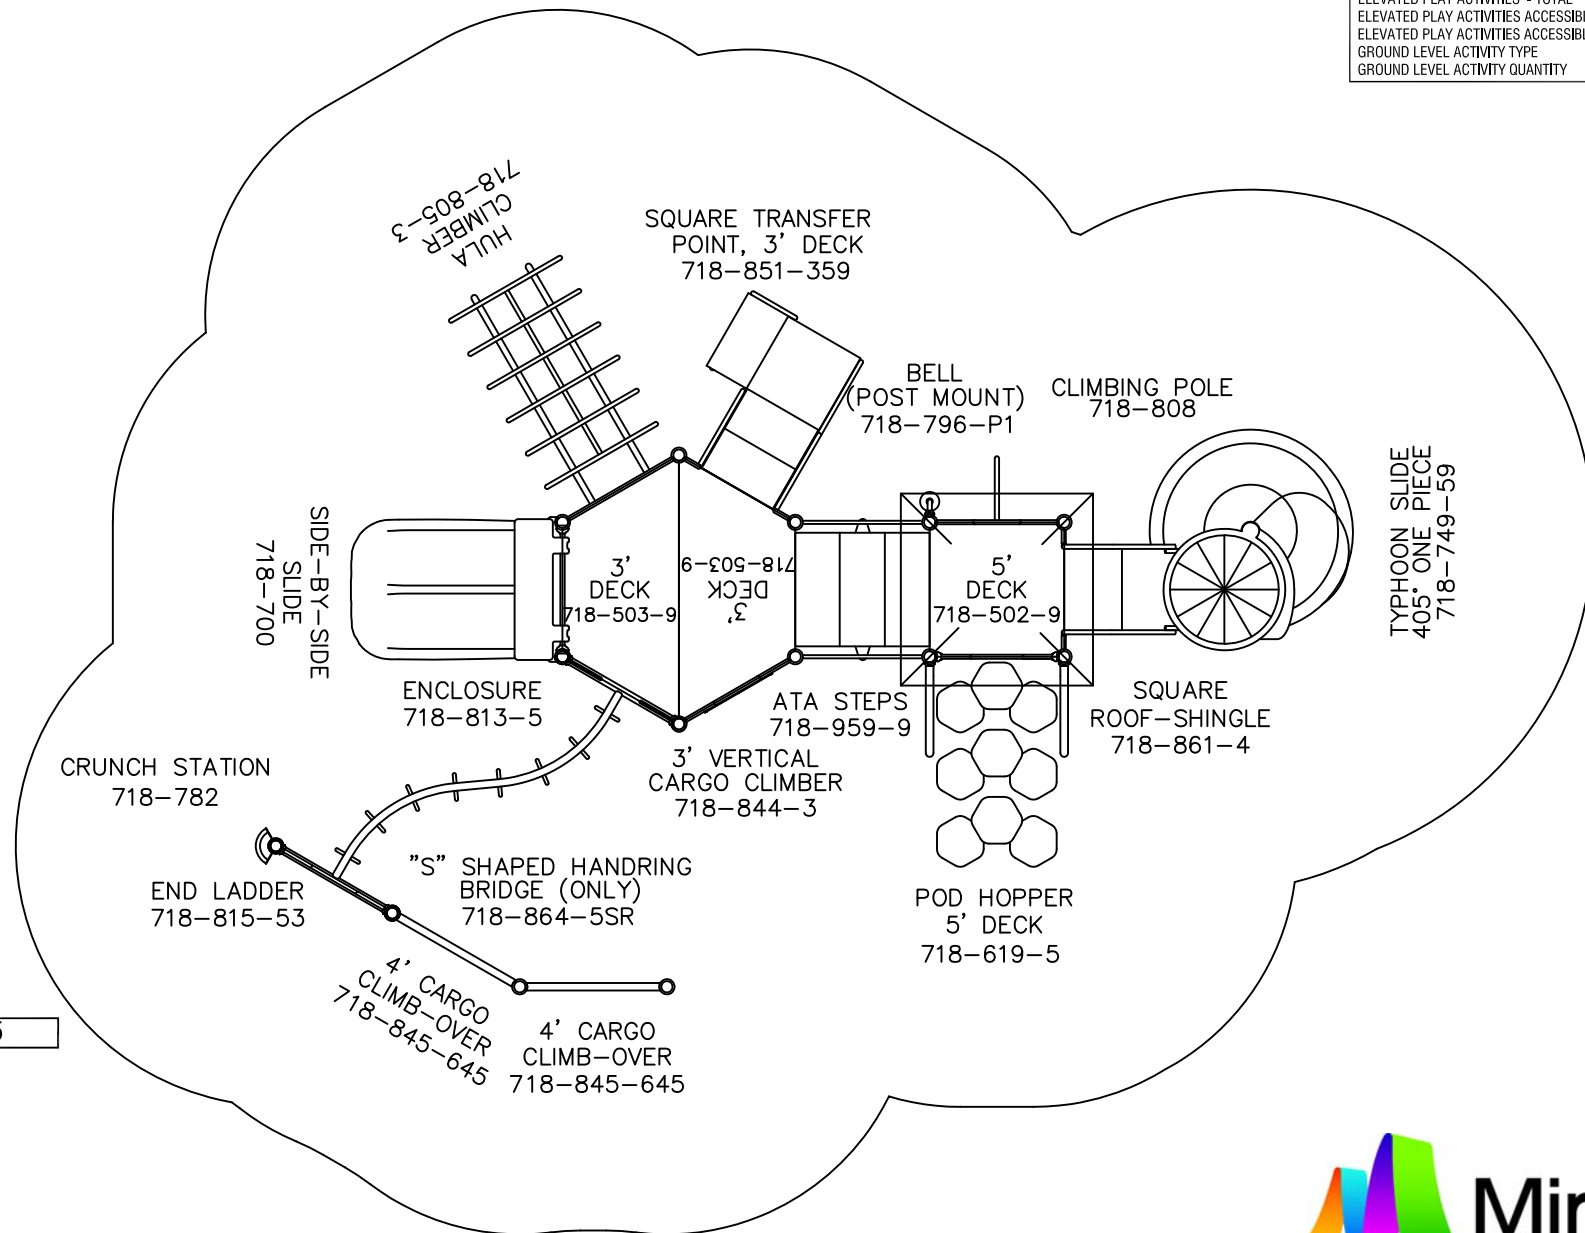 ELEVATED PLAY ACTIVITIES - TOTAL
ELEVATED PLAY ACTIVITIES
ELEVATED PLAY ACTIVITIES
GROUND LEVEL ACTIVITY TYPE
GROUND LEVEL ACTIVITY QUANTITY
HULA
CLIMBER
718-805-3
SQUARE TRANSFER
POINT, 3' DECK
718-851-359
BELL
(POST MOUNT)
718-796-P1
CLIMBING POLE
718-808
TYPHOON SLIDE
405° ONE PIECE
718-749-59
SIDE-BY-SIDE
SLIDE
718-700
3'
DECK
718-503-9
3'
DECK
718-503-9
5'
DECK
718-502-9
ENCLOSURE
718-813-5
ATA STEPS
718-959-9
SQUARE
ROOF-SHINGLE
718-861-4
3' VERTICAL
CARGO CLIMBER
718-844-3
CRUNCH STATION
718-782
END LADDER
718-815-53
"S" SHAPED HANDRING
BRIDGE (ONLY)
718-864-5SR
POD HOPPER
5' DECK
718-619-5
4' CARGO
CLIMB-OVER
718-845-645
4' CARGO
CLIMB-OVER
718-845-645